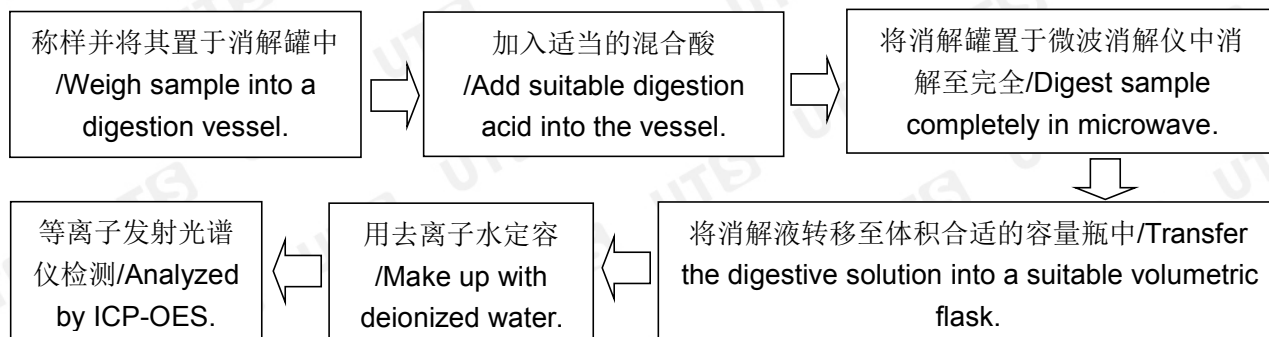 称样并将其置于消解罐中
/Weigh sample into a
digestion vessel.
加入适当的混合酸
/Add suitable digestion
acid into the vessel.
将消解罐置于微波消解仪中消
解至完全/Digest sample
completely in microwave.
将消解液转移至体积合适的容量瓶中/Transfer
the digestive solution into a suitable volumetric
flask.
用去离子水定容
/Make up with
deionized water.
等离子发射光谱
仪检测/Analyzed
by ICP-OES.
UTS
UTS
UTS
UTS
UTS